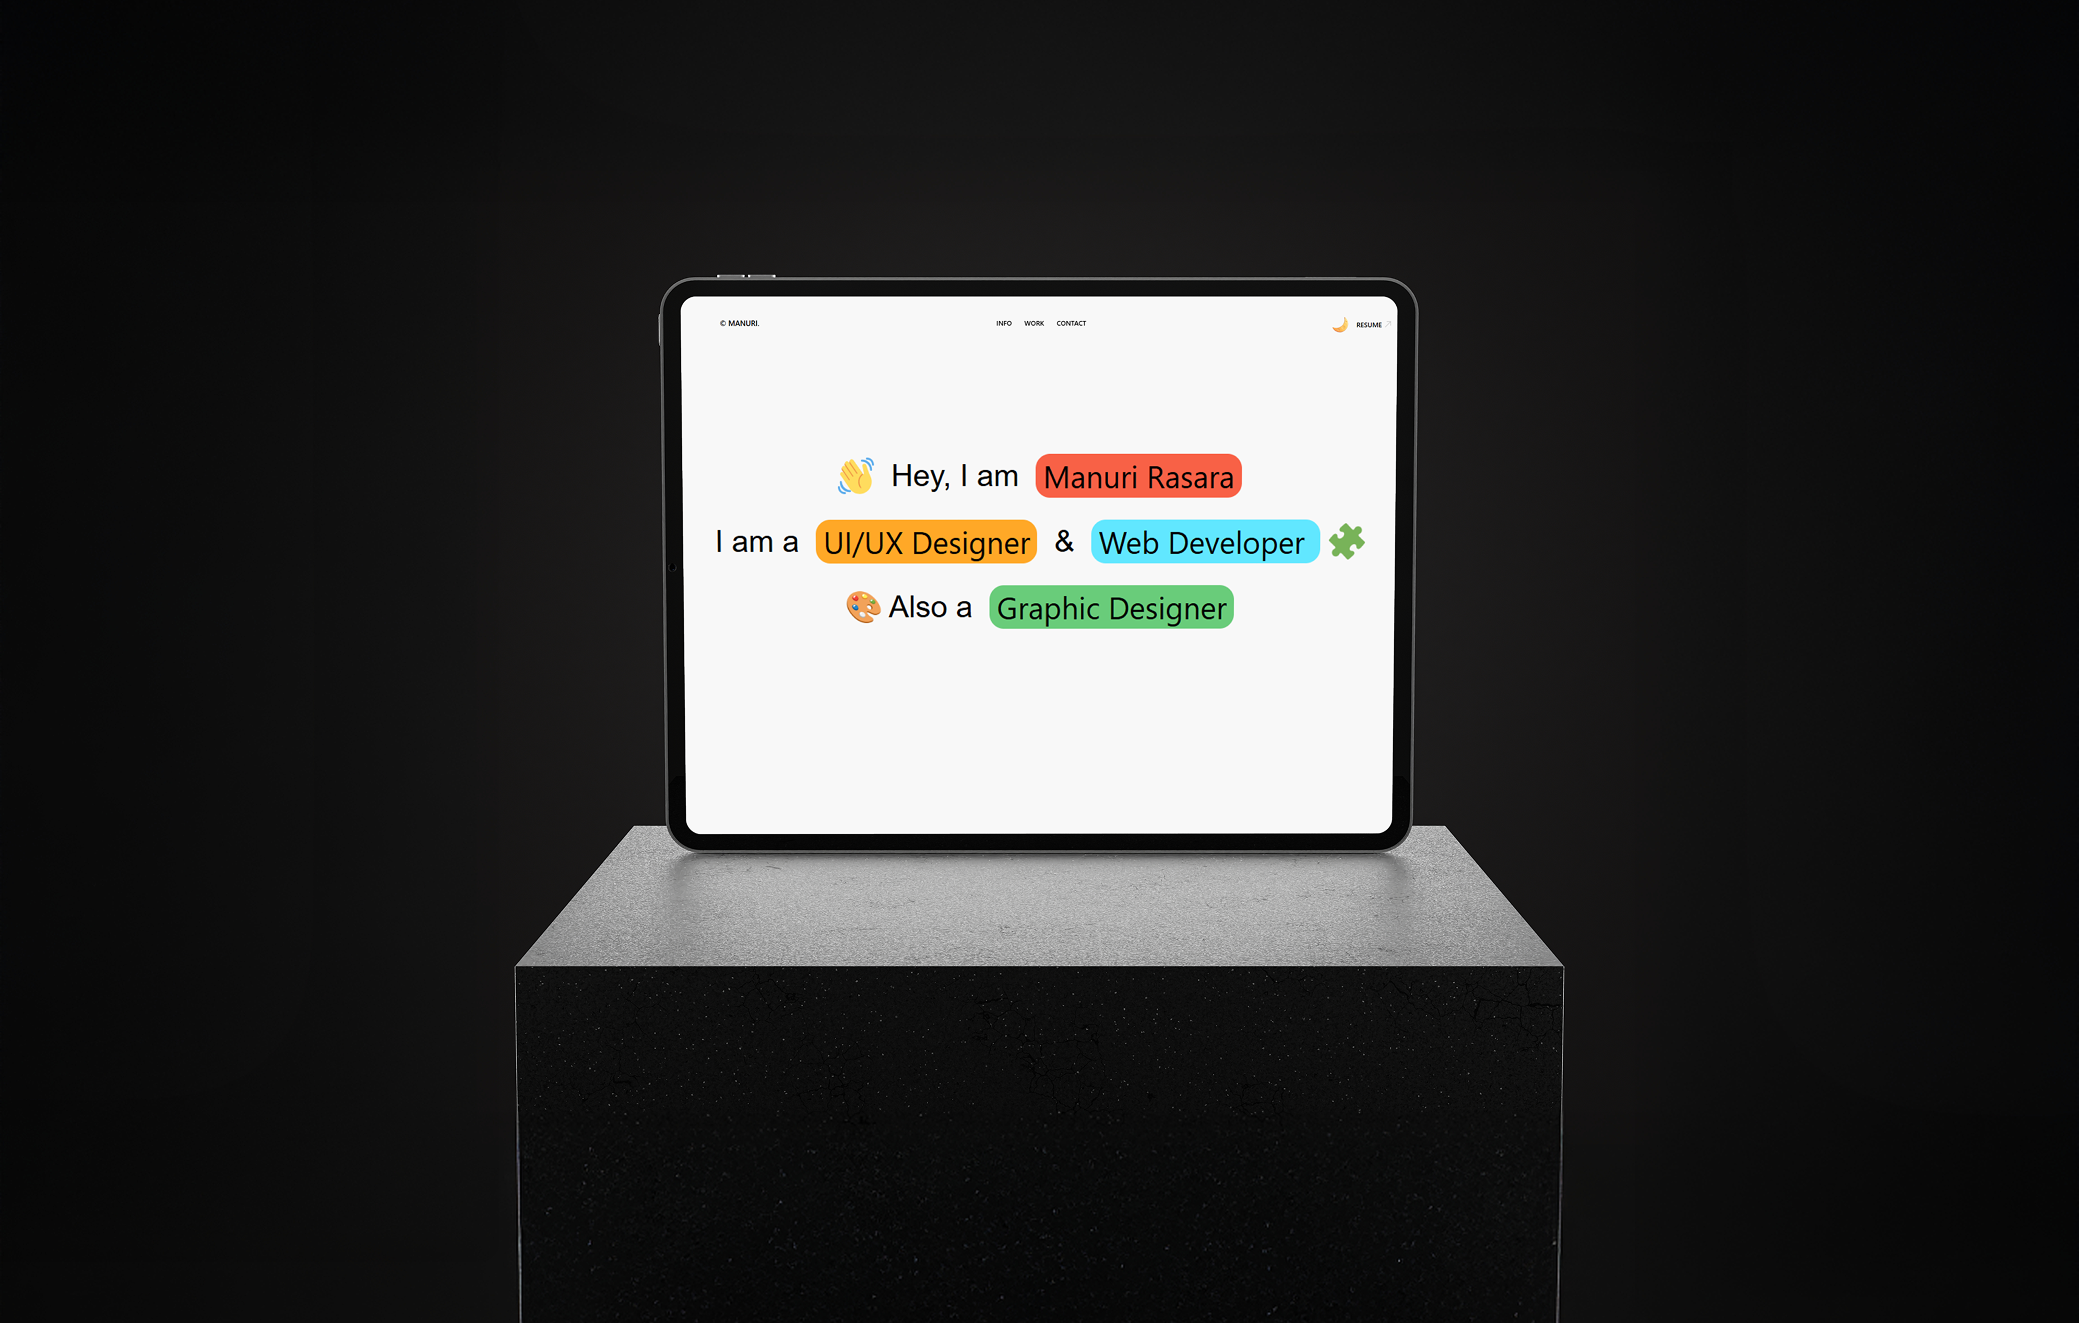 © MANURI. INFO WORK CONTACT RESUME
👋 Hey, I am Manuri Rasara
I am a UI/UX Designer & Web Developer 🧩
🎨 Also a Graphic Designer